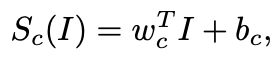 $S_c(I) = w_c^T I + b_c,$